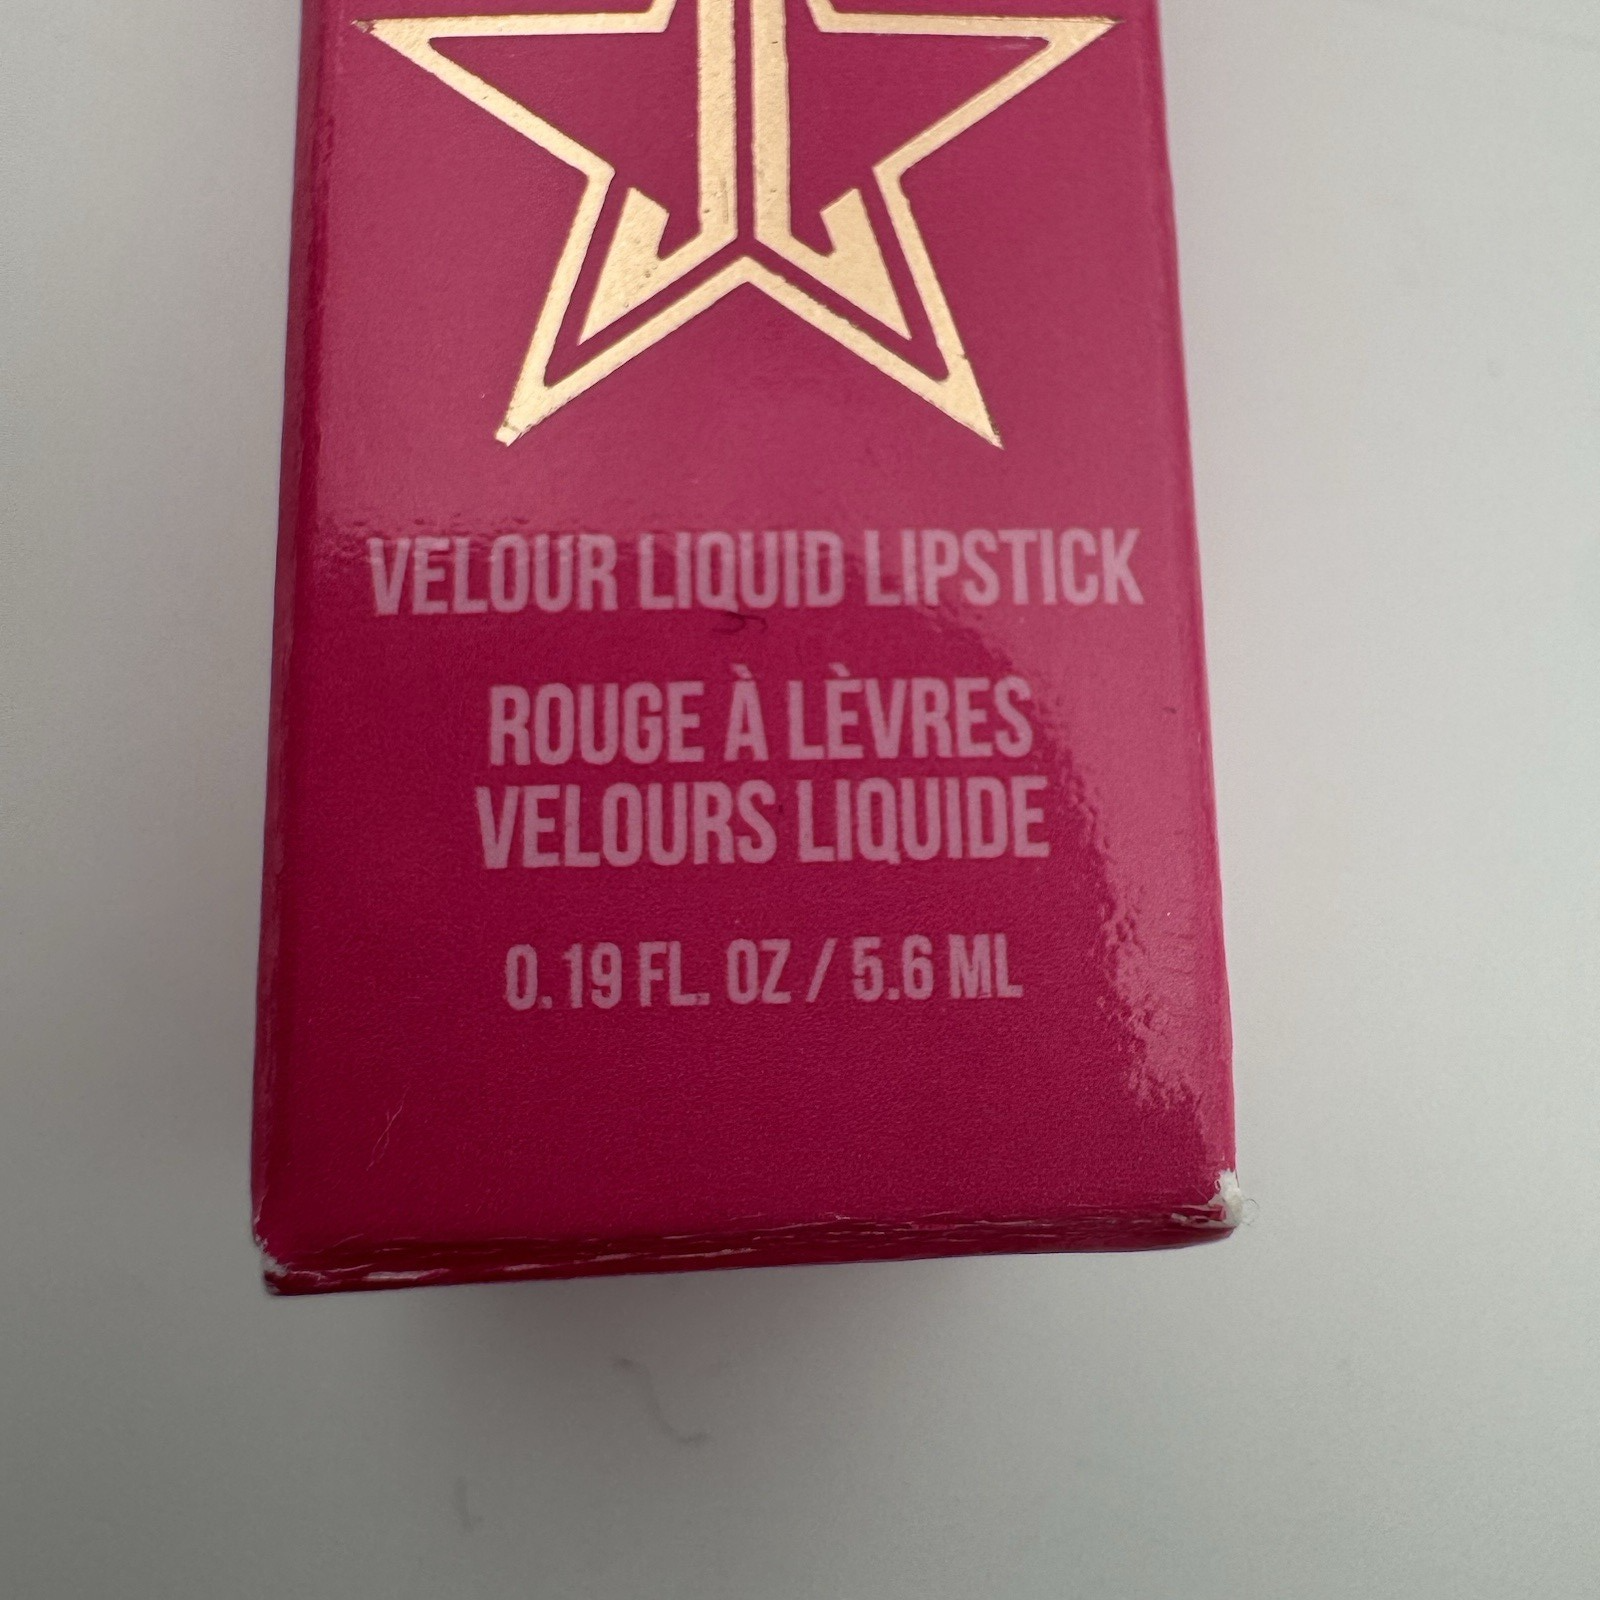 VELOUR LIQUID LIPSTICK
ROUGE À LÈVRES
VELOURS LIQUIDE
0.19 FL. OZ / 5.6 ML